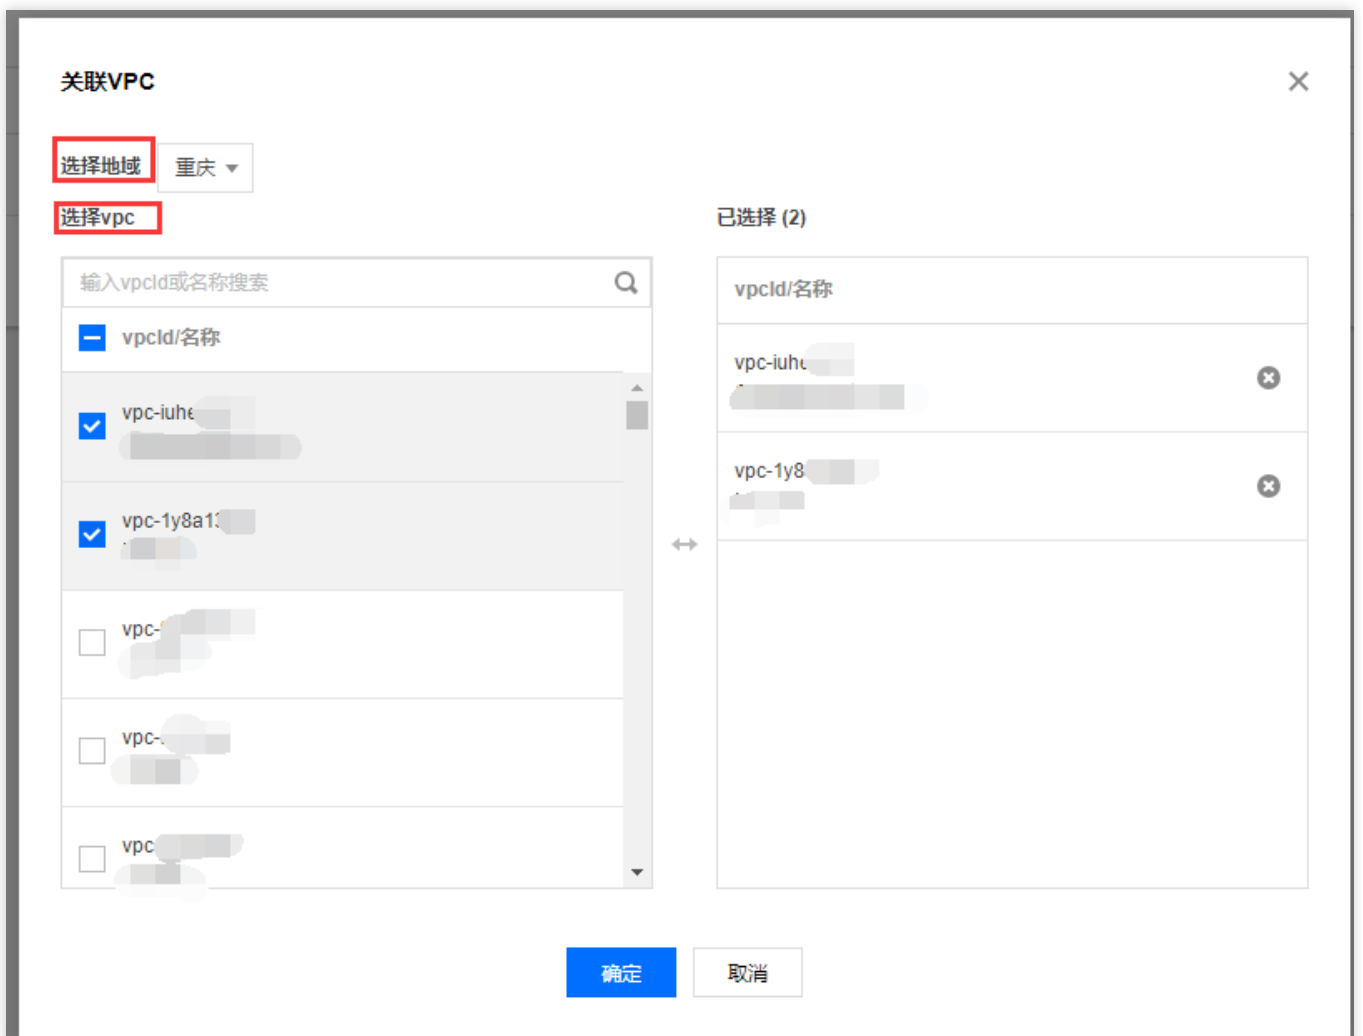 关联VPC
选择地域 重庆
选择vpc
已选择 (2)
输入vpcId或名称搜索
vpcId/名称
vpc-iuhe
vpc-1y8a1
vpc-
vpc-
vpc
vpcId/名称
vpc-iuhe
vpc-1y8
确定 取消